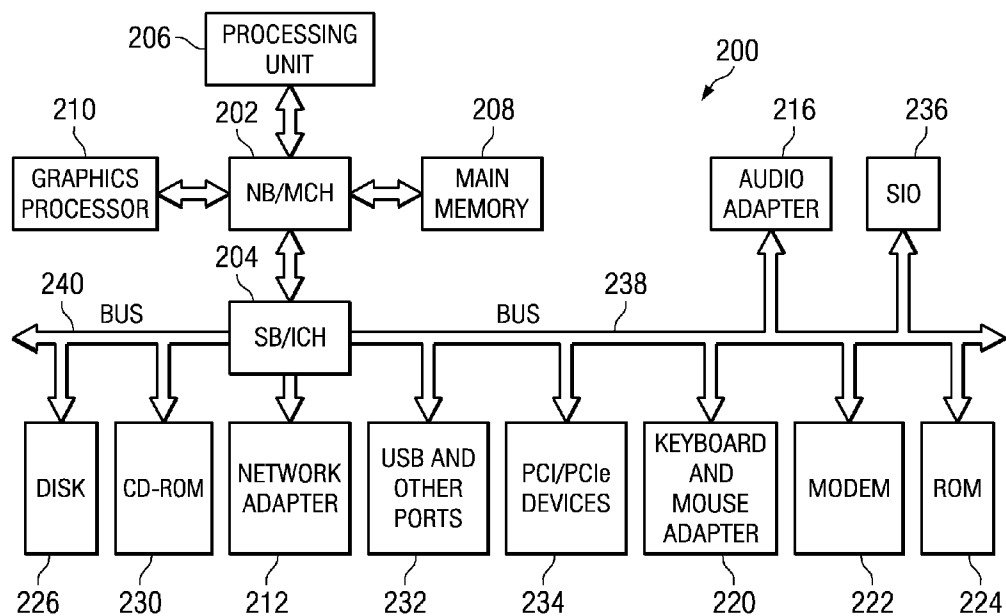 206
PROCESSING
UNIT
200
210
202
208
216
236
GRAPHICS
PROCESSOR
NB/MCH
MAIN
MEMORY
AUDIO
ADAPTER
SIO
204
240
238
BUS
BUS
SB/ICH
DISK
CD-ROM
NETWORK
ADAPTER
USB AND
OTHER
PORTS
PCI/PCIe
DEVICES
KEYBOARD
AND
MOUSE
ADAPTER
MODEM
ROM
226
230
212
232
234
220
222
224